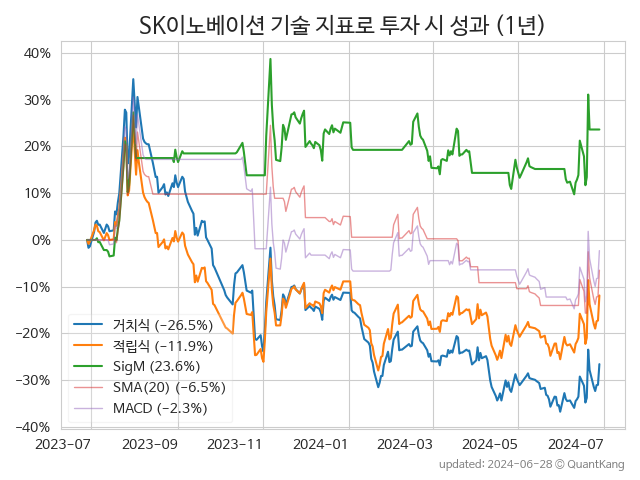 SK이노베이션 기술 지표로 투자 시 성과 (1년)
40%
30%
20%
10%
0%
−10%
−20%
−30%
−40%
거치식 (−26.5%)
적립식 (−11.9%)
SigM (23.6%)
SMA(20) (−6.5%)
MACD (−2.3%)
2023-07 2023-09 2023-11 2024-01 2024-03 2024-05 2024-07
updated: 2024-06-28 © QuantKang